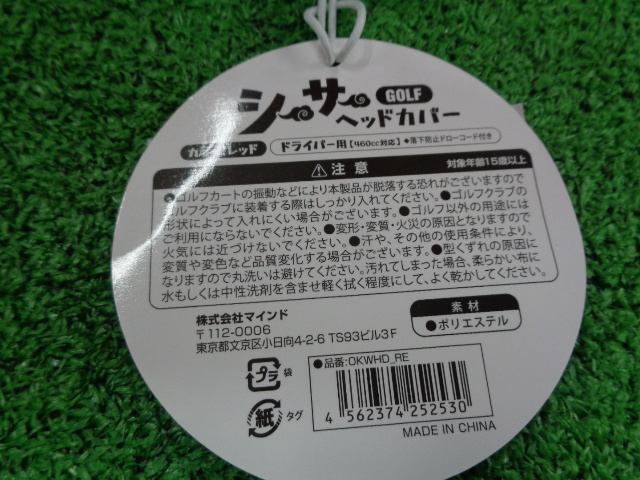 シーサー GOLF
ヘッドカバー
レッド ドライバー用【460cc対応】◆落下防止ドローコード付き
⚠注意 対象年齢15歳以上
●ゴルフカートの振動などにより本製品が脱落する恐れがございますので
ゴルフクラブに装着する際はしっかり入れてください。●ゴルフクラブの
形状によって入れにくい場合がございます。●ゴルフ以外の用途には
ご利用にならないでください。●変形・変質・火災の原因となりますので
火気には近づけないでください。●汗や、その他の使用条件により、
変質や変色など品質変化する場合がございます。●型くずれの原因に
なりますので丸洗いは避けてください。汚れてしまった場合、柔らかい布に
水もしくは中性洗剤を含ませ軽く拭く程度にして、よく乾かしてください。
素材
●ポリエステル
株式会社マインド
〒112-0006
東京都文京区小日向4-2-6 TS93ビル3F
プラ 袋
紙 タグ
●品番:OKWHD_RE
4 562374 252530
MADE IN CHINA